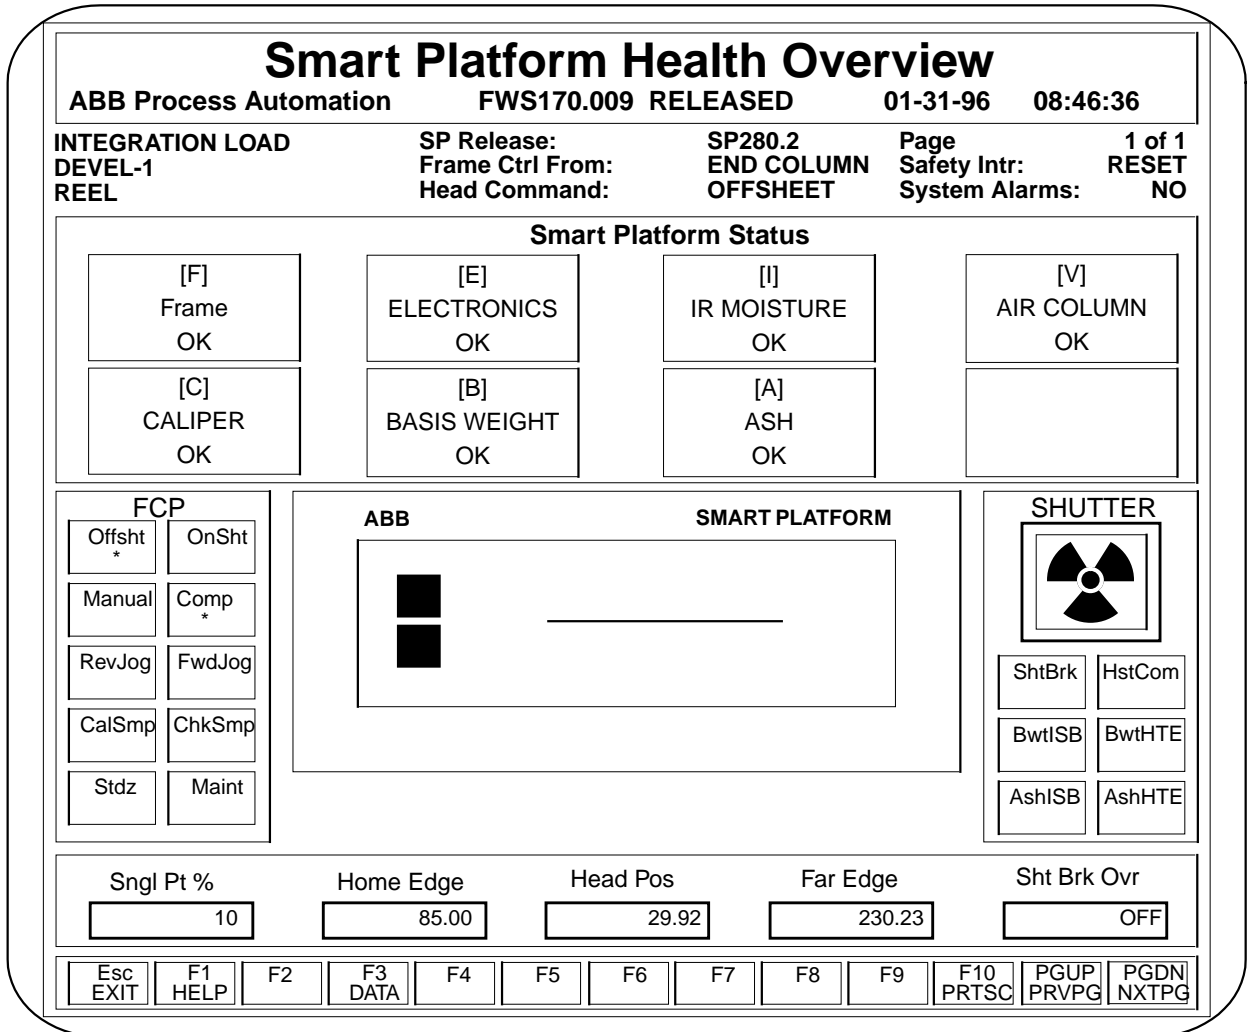 Smart Platform Health Overview
ABB Process Automation FWS170.009 RELEASED 01-31-96 08:46:36
INTEGRATION LOAD SP Release: SP280.2 Page 1 of 1
DEVEL-1 Frame Ctrl From: END COLUMN Safety Intr: RESET
REEL Head Command: OFFSHEET System Alarms: NO
Smart Platform Status
[F] [E] [I] [V]
Frame ELECTRONICS IR MOISTURE AIR COLUMN
OK OK OK OK
[C] [B] [A]
CALIPER BASIS WEIGHT ASH
OK OK OK
FCP
Offsht OnSht
*
Manual Comp
*
RevJog FwdJog
CalSmp ChkSmp
Stdz Maint
ABB SMART PLATFORM
SHUTTER
ShtBrk HstCom
BwtISB BwtHTE
AshISB AshHTE
Sngl Pt % Home Edge Head Pos Far Edge Sht Brk Ovr
10 85.00 29.92 230.23 OFF
Esc F1 F2 F3 F4 F5 F6 F7 F8 F9 F10 PGUP PGDN
EXIT HELP DATA PRTSC PRVPG NXTPG